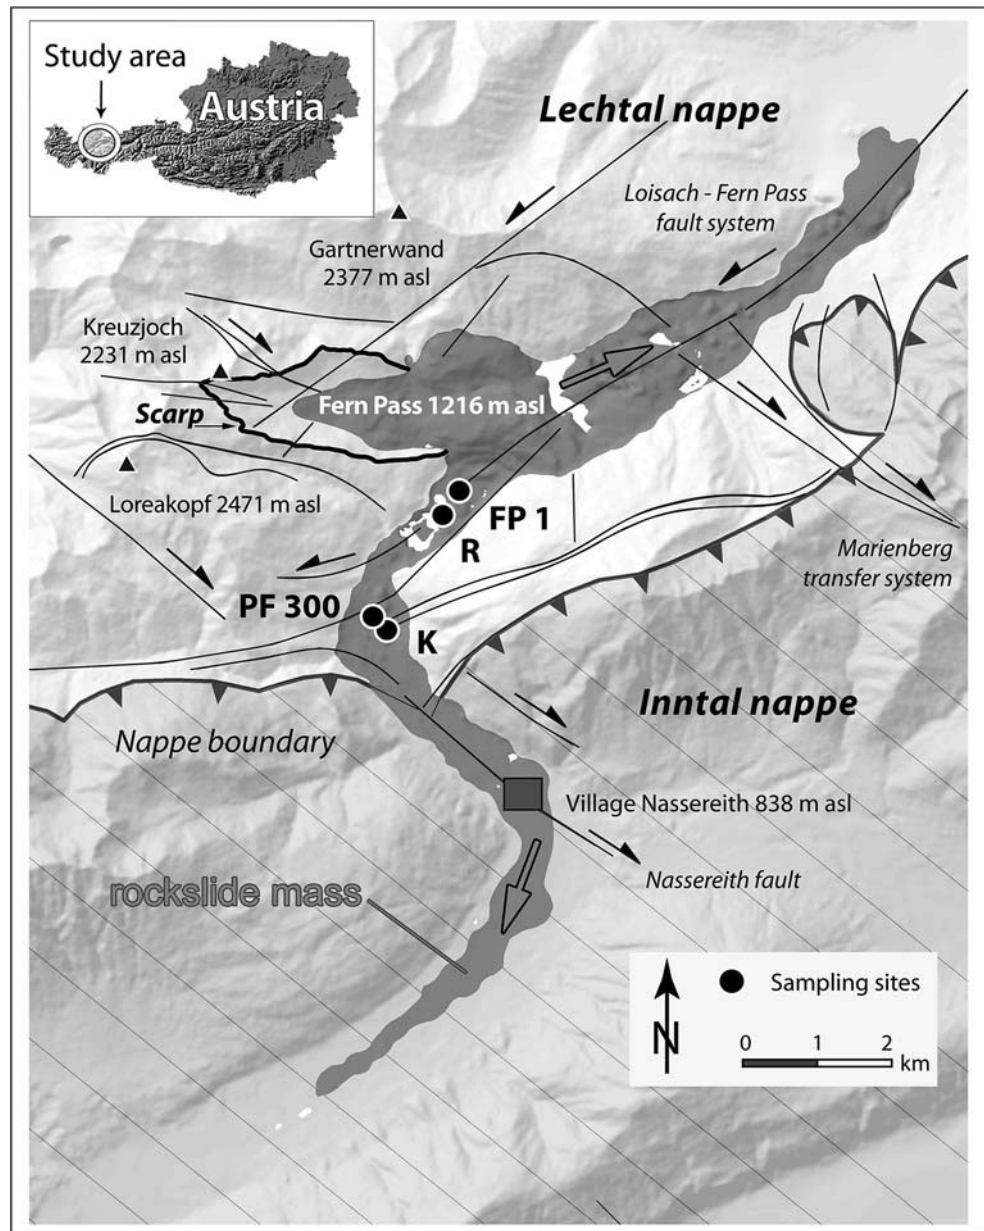 Study area
Austria
Lechtal nappe
Loisach - Fern Pass
fault system
Gartnerwand
2377 m asl
Kreuzjoch
2231 m asl
Fern Pass 1216 m asl
Scarp
Loreakopf 2471 m asl
FP 1
R
Marienberg
transfer system
PF 300
K
Inntal nappe
Nappe boundary
Village Nassereith 838 m asl
Nassereith fault
rockslide mass
Sampling sites
N
0 1 2
km